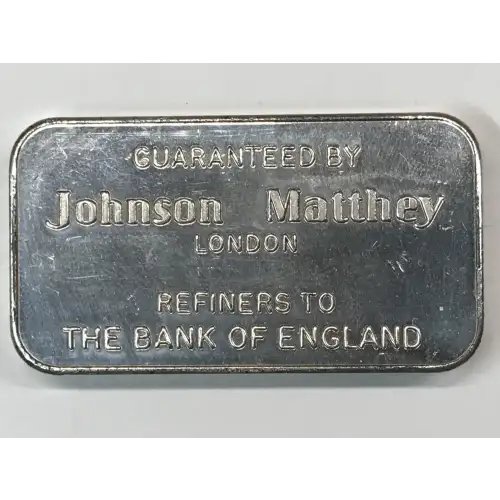 GUARANTEED BY
Johnson Matthey
LONDON
REFINERS TO
THE BANK OF ENGLAND